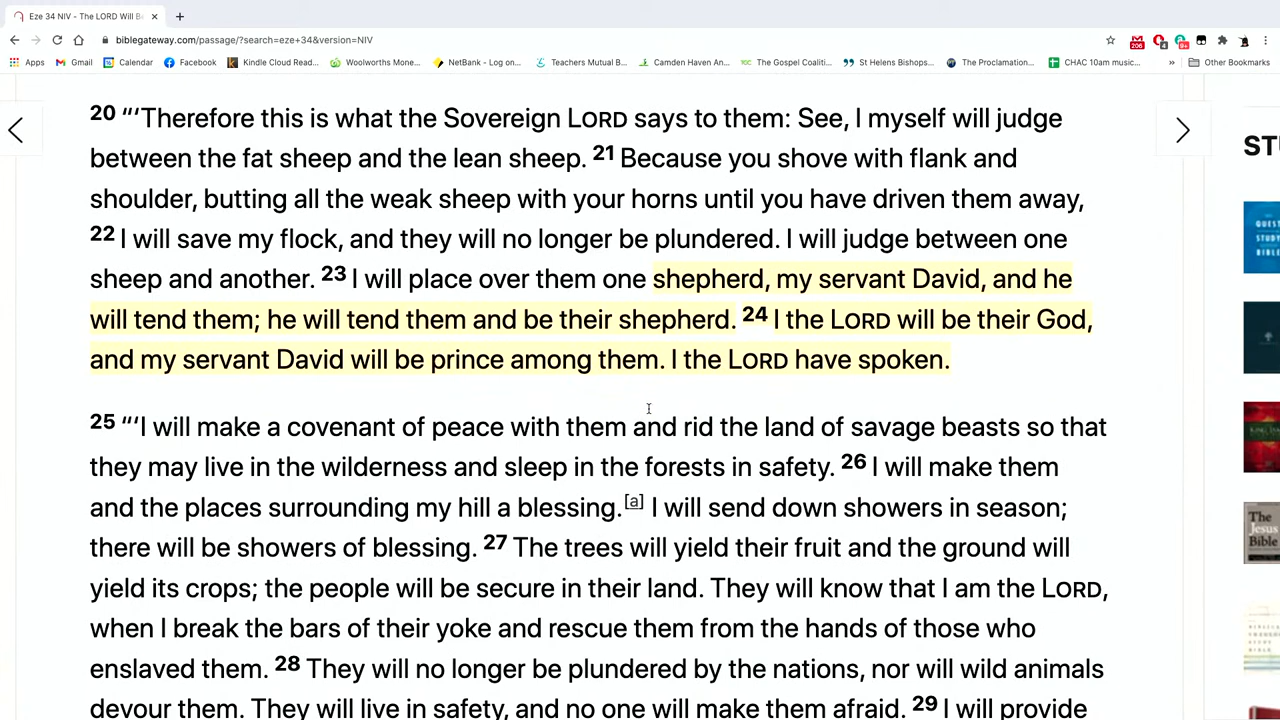 Eze 34 NIV - The LORD Will B
biblegateway.com/passage/?search=eze+34&version=NIV
206 4 9+
Apps Gmail Calendar Facebook Kindle Cloud Read... Woolworths Mone... NetBank - Log on... Teachers Mutual B... Camden Haven An... The Gospel Coaliti... St Helens Bishops... The Proclamation... CHAC 10am music... » Other Bookmarks
20 “‘Therefore this is what the Sovereign LORD says to them: See, I myself will judge
between the fat sheep and the lean sheep. 21 Because you shove with flank and
shoulder, butting all the weak sheep with your horns until you have driven them away,
22 I will save my flock, and they will no longer be plundered. I will judge between one
sheep and another. 23 I will place over them one shepherd, my servant David, and he
will tend them; he will tend them and be their shepherd. 24 I the LORD will be their God,
and my servant David will be prince among them. I the LORD have spoken.
25 “‘I will make a covenant of peace with them and rid the land of savage beasts so that
they may live in the wilderness and sleep in the forests in safety. 26 I will make them
and the places surrounding my hill a blessing.[a] I will send down showers in season;
there will be showers of blessing. 27 The trees will yield their fruit and the ground will
yield its crops; the people will be secure in their land. They will know that I am the LORD,
when I break the bars of their yoke and rescue them from the hands of those who
enslaved them. 28 They will no longer be plundered by the nations, nor will wild animals
devour them. They will live in safety, and no one will make them afraid. 29 I will provide
ST
QUEST
STUDY
BIBLE
The
Jesus
Bible